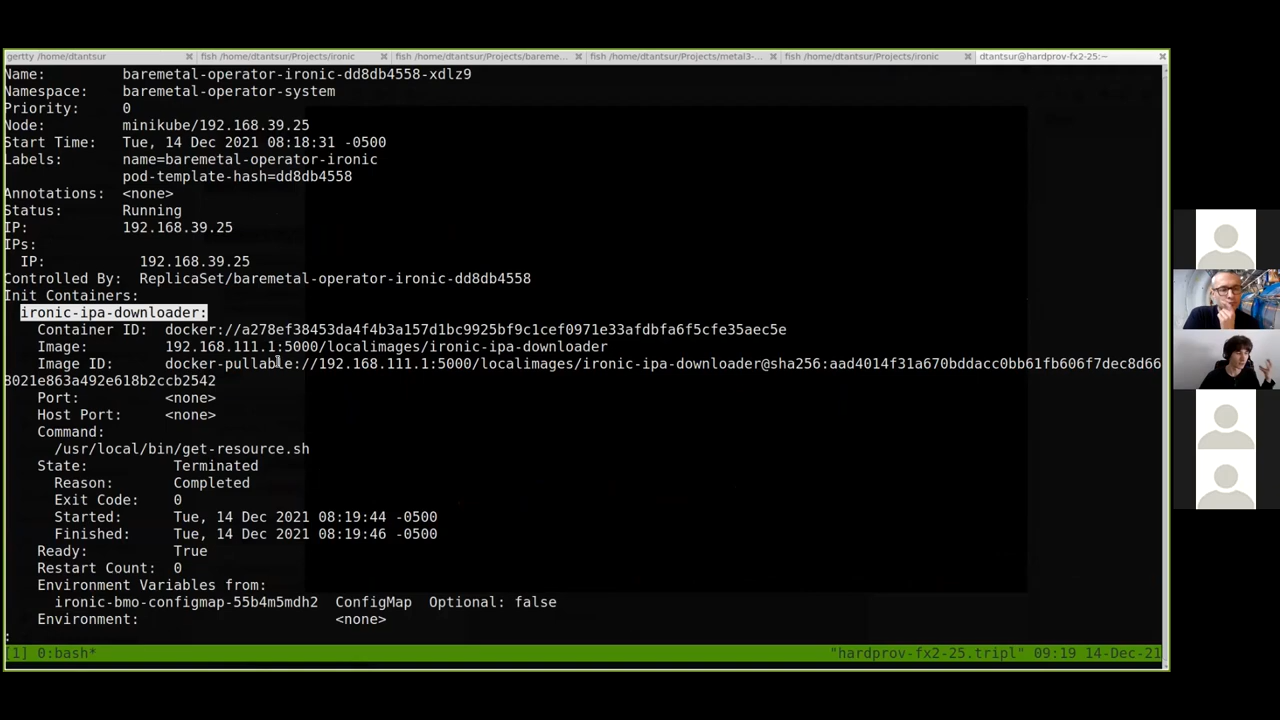 gertty /home/dtantsur
fish /home/dtantsur/Projects/ironic
fish /home/dtantsur/Projects/bareme...
fish /home/dtantsur/Projects/metal3-...
fish /home/dtantsur/Projects/ironic
dtantsur@hardprov-fx2-25:~
Name: baremetal-operator-ironic-dd8db4558-xdlz9
Namespace: baremetal-operator-system
Priority: 0
Node: minikube/192.168.39.25
Start Time: Tue, 14 Dec 2021 08:18:31 -0500
Labels: name=baremetal-operator-ironic
pod-template-hash=dd8db4558
Annotations: <none>
Status: Running
IP: 192.168.39.25
IPs:
IP: 192.168.39.25
Controlled By: ReplicaSet/baremetal-operator-ironic-dd8db4558
Init Containers:
ironic-ipa-downloader:
Container ID: docker://a278ef38453da4f4b3a157d1bc9925bf9c1cef0971e33afdbfa6f5cfe35aec5e
Image: 192.168.111.1:5000/localimages/ironic-ipa-downloader
Image ID: docker-pullable://192.168.111.1:5000/localimages/ironic-ipa-downloader@sha256:aad4014f31a670bddacc0bb61fb606f7dec8d66
8021e863a492e618b2ccb2542
Port: <none>
Host Port: <none>
Command:
/usr/local/bin/get-resource.sh
State: Terminated
Reason: Completed
Exit Code: 0
Started: Tue, 14 Dec 2021 08:19:44 -0500
Finished: Tue, 14 Dec 2021 08:19:46 -0500
Ready: True
Restart Count: 0
Environment Variables from:
ironic-bmo-configmap-55b4m5mdh2 ConfigMap Optional: false
Environment: <none>
:
[1] 0:bash* "hardprov-fx2-25.tripl" 09:19 14-Dec-21